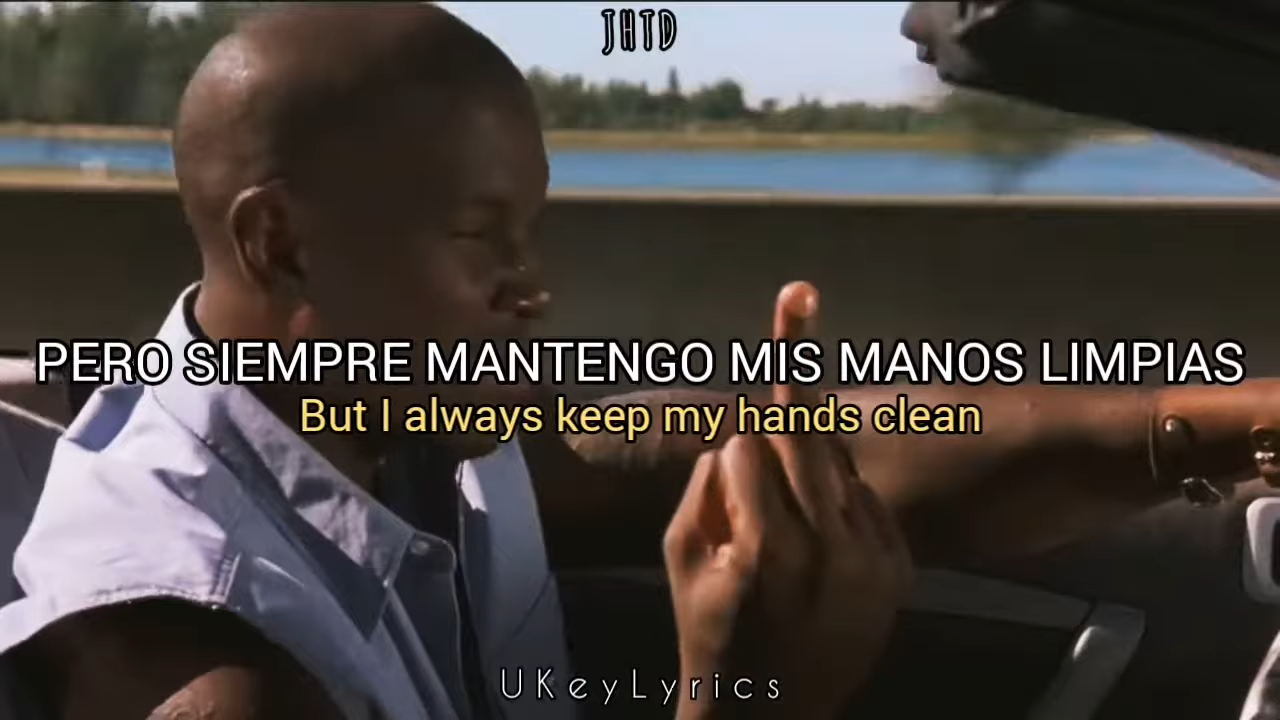 JHTD
PERO SIEMPRE MANTENGO MIS MANOS LIMPIAS
But I always keep my hands clean
UKeyLyrics